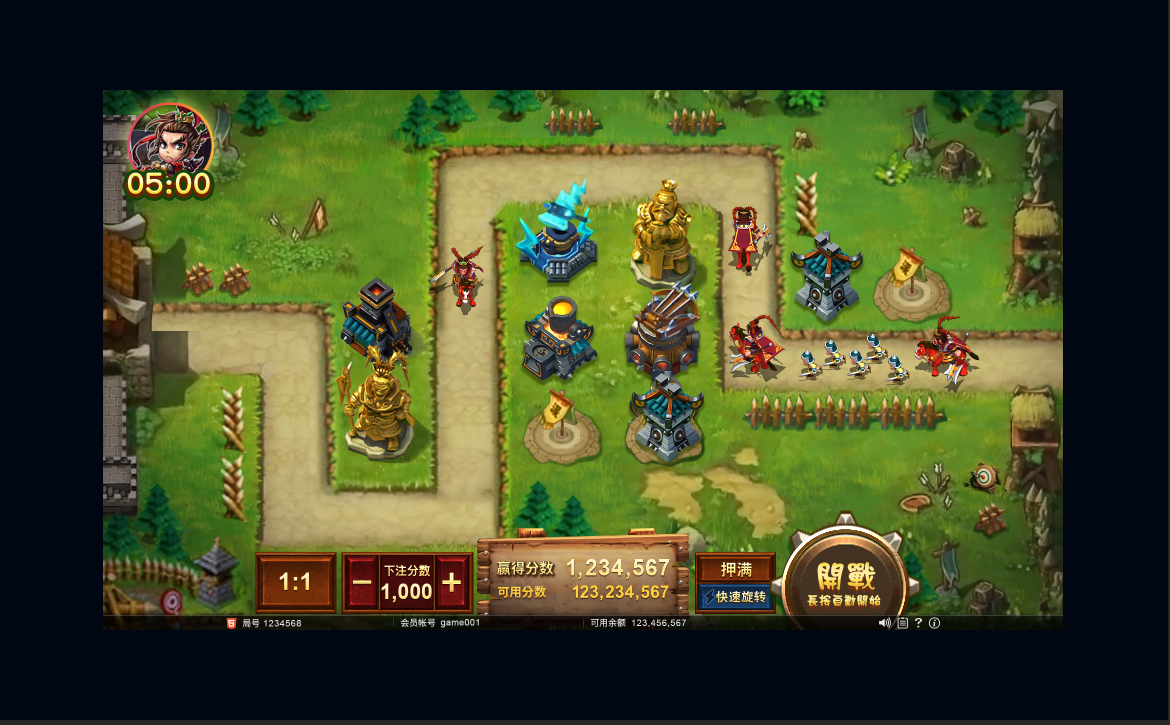 05:00
1:1
−
下注分數
1,000
+
赢得分数 1,234,567
可用分数 123,234,567
押满
快速旋转
開戰
長按自動開始
局号 1234568
会员帐号 game001
可用余额 123,456,567
?